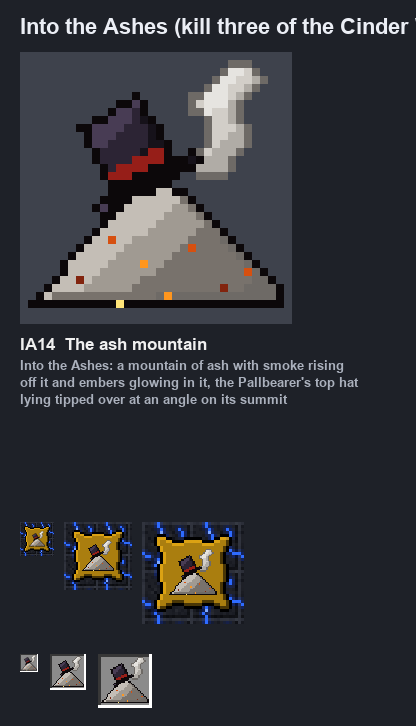 Into the Ashes (kill three of the Cinder
IA14 The ash mountain
Into the Ashes: a mountain of ash with smoke rising
off it and embers glowing in it, the Pallbearer's top hat
lying tipped over at an angle on its summit